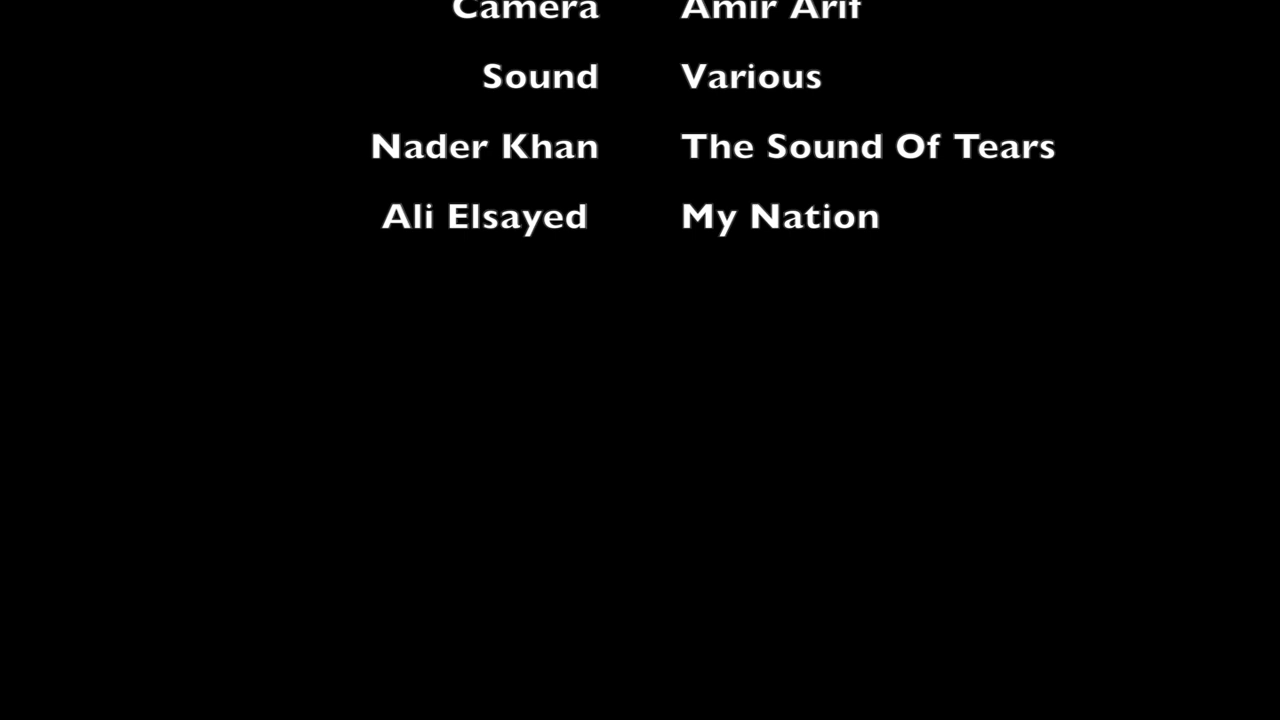 Camera Amir Arif
Sound Various
Nader Khan The Sound Of Tears
Ali Elsayed My Nation